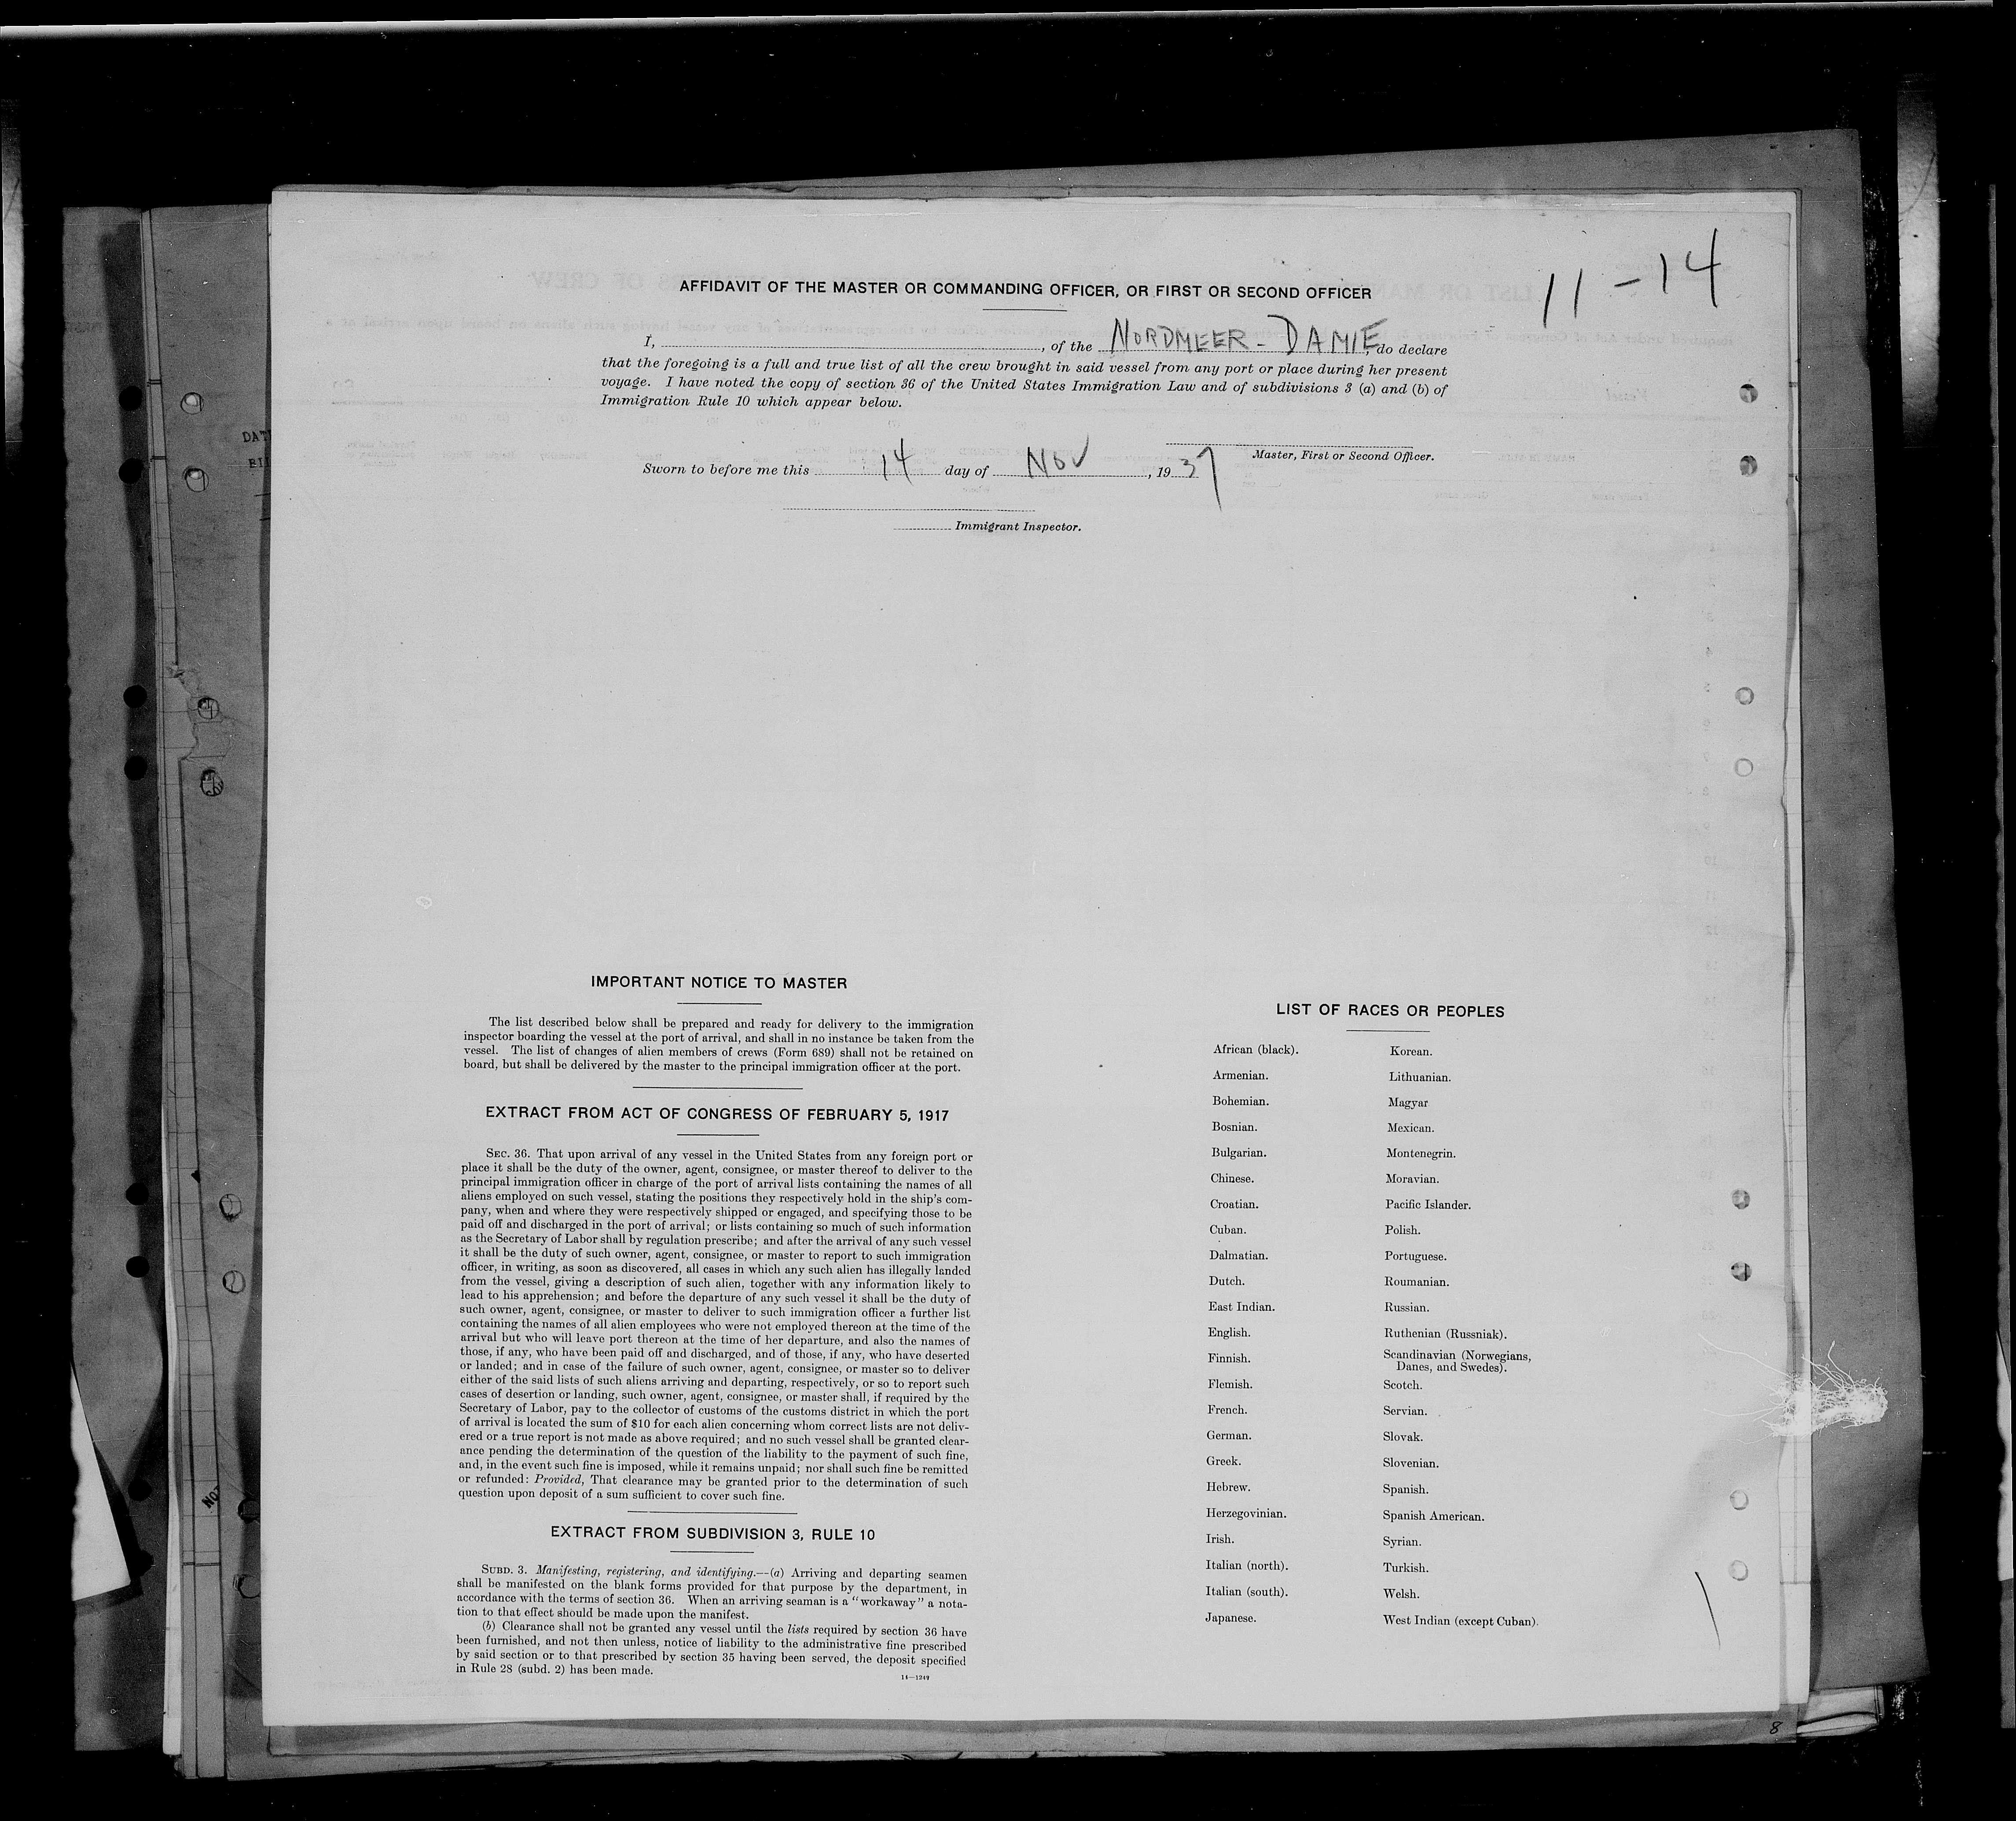 11-14
AFFIDAVIT OF THE MASTER OR COMMANDING OFFICER, OR FIRST OR SECOND OFFICER
I, , of the NORDMEER - DAMIE, do declare
that the foregoing is a full and true list of all the crew brought in said vessel from any port or place during her present
voyage. I have noted the copy of section 36 of the United States Immigration Law and of subdivisions 3 (a) and (b) of
Immigration Rule 10 which appear below.
Master, First or Second Officer.
Sworn to before me this 14 day of Nov, 1937
Immigrant Inspector.
IMPORTANT NOTICE TO MASTER
The list described below shall be prepared and ready for delivery to the immigration
inspector boarding the vessel at the port of arrival, and shall in no instance be taken from the
vessel. The list of changes of alien members of crews (Form 689) shall not be retained on
board, but shall be delivered by the master to the principal immigration officer at the port.
EXTRACT FROM ACT OF CONGRESS OF FEBRUARY 5, 1917
SEC. 36. That upon arrival of any vessel in the United States from any foreign port or
place it shall be the duty of the owner, agent, consignee, or master thereof to deliver to the
principal immigration officer in charge of the port of arrival lists containing the names of all
aliens employed on such vessel, stating the positions they respectively hold in the ship's com-
pany, when and where they were respectively shipped or engaged, and specifying those to be
paid off and discharged in the port of arrival; or lists containing so much of such information
as the Secretary of Labor shall by regulation prescribe; and after the arrival of any such vessel
it shall be the duty of such owner, agent, consignee, or master to report to such immigration
officer, in writing, as soon as discovered, all cases in which any such alien has illegally landed
from the vessel, giving a description of such alien, together with any information likely to
lead to his apprehension; and before the departure of any such vessel it shall be the duty of
such owner, agent, consignee, or master to deliver to such immigration officer a further list
containing the names of all alien employees who were not employed thereon at the time of the
arrival but who will leave port thereon at the time of her departure, and also the names of
those, if any, who have been paid off and discharged, and of those, if any, who have deserted
or landed; and in case of the failure of such owner, agent, consignee, or master so to deliver
either of the said lists of such aliens arriving and departing, respectively, or so to report such
cases of desertion or landing, such owner, agent, consignee, or master shall, if required by the
Secretary of Labor, pay to the collector of customs of the customs district in which the port
of arrival is located the sum of $10 for each alien concerning whom correct lists are not deliv-
ered or a true report is not made as above required; and no such vessel shall be granted clear-
ance pending the determination of the question of the liability to the payment of such fine,
and, in the event such fine is imposed, while it remains unpaid; nor shall such fine be remitted
or refunded: Provided, That clearance may be granted prior to the determination of such
question upon deposit of a sum sufficient to cover such fine.
EXTRACT FROM SUBDIVISION 3, RULE 10
SUBD. 3. Manifesting, registering, and identifying.--(a) Arriving and departing seamen
shall be manifested on the blank forms provided for that purpose by the department, in
accordance with the terms of section 36. When an arriving seaman is a "workaway" a nota-
tion to that effect should be made upon the manifest.
(b) Clearance shall not be granted any vessel until the lists required by section 36 have
been furnished, and not then unless, notice of liability to the administrative fine prescribed
by said section or to that prescribed by section 35 having been served, the deposit specified
in Rule 28 (subd. 2) has been made.
14-1249
LIST OF RACES OR PEOPLES
African (black).
Armenian.
Bohemian.
Bosnian.
Bulgarian.
Chinese.
Croatian.
Cuban.
Dalmatian.
Dutch.
East Indian.
English.
Finnish.
Flemish.
French.
German.
Greek.
Hebrew.
Herzegovinian.
Irish.
Italian (north).
Italian (south).
Japanese.
Korean.
Lithuanian.
Magyar
Mexican.
Montenegrin.
Moravian.
Pacific Islander.
Polish.
Portuguese.
Roumanian.
Russian.
Ruthenian (Russniak).
Scandinavian (Norwegians,
Danes, and Swedes).
Scotch.
Servian.
Slovak.
Slovenian.
Spanish.
Spanish American.
Syrian.
Turkish.
Welsh.
West Indian (except Cuban).
8